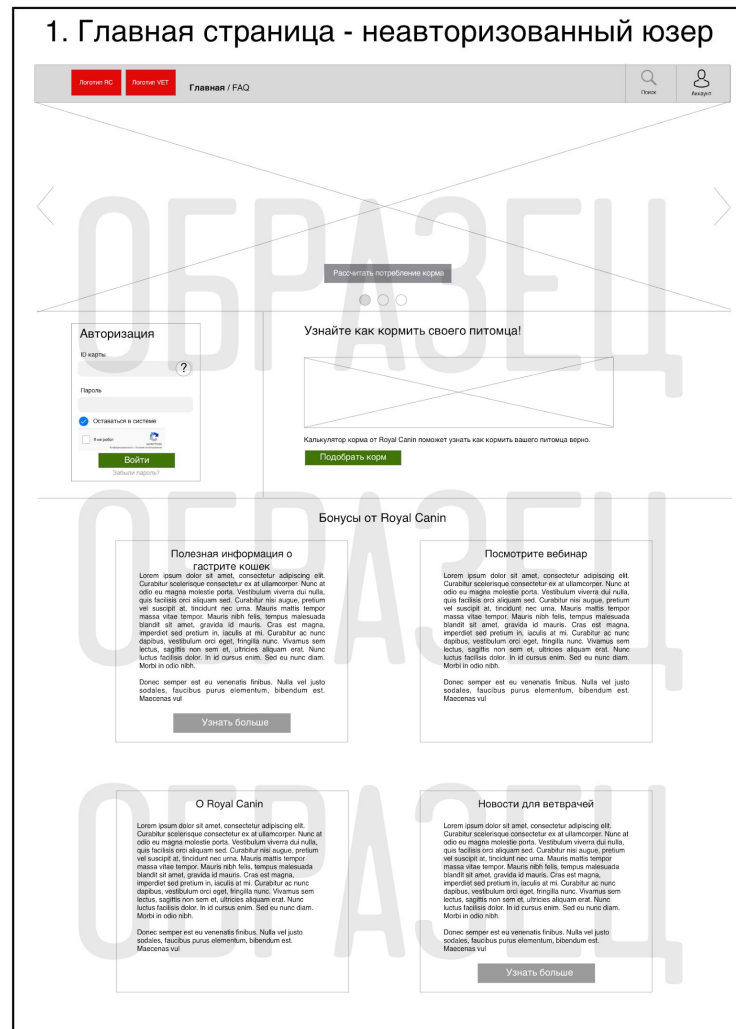 1. Главная страница - неавторизованный юзер
Логотип RC
Логотип VET
Главная / FAQ
Поиск
Аккаунт
ОБРАЗЕЦ
Рассчитать потребление корма
Авторизация
ID карты
?
Пароль
Оставаться в системе
Я не робот
Войти
Забыли пароль?
Узнайте как кормить своего питомца!
Калькулятор корма от Royal Canin поможет узнать как кормить вашего питомца верно.
Подобрать корм
ОБРАЗЕЦ
Бонусы от Royal Canin
Полезная информация о
гастрите кошек
Lorem ipsum dolor sit amet, consectetur adipiscing elit.
Curabitur scelerisque consectetur ex at ullamcorper. Nunc at
odio eu magna molestie porta. Vestibulum viverra dui nulla,
quis facilisis orci aliquam sed. Curabitur nisi augue, pretium
vel suscipit at, tincidunt nec urna. Mauris mattis tempor
massa vitae tempor. Mauris nibh felis, tempus malesuada
blandit sit amet, gravida id mauris. Cras est magna,
imperdiet sed pretium in, iaculis at mi. Curabitur ac nunc
dapibus, vestibulum orci eget, fringilla nunc. Vivamus sem
lectus, sagittis non sem et, ultricies aliquam erat. Nunc
luctus facilisis dolor. In id cursus enim. Sed eu nunc diam.
Morbi in odio nibh.
Donec semper est eu venenatis finibus. Nulla vel justo
sodales, faucibus purus elementum, bibendum est.
Maecenas vul
Узнать больше
Посмотрите вебинар
Lorem ipsum dolor sit amet, consectetur adipiscing elit.
Curabitur scelerisque consectetur ex at ullamcorper. Nunc at
odio eu magna molestie porta. Vestibulum viverra dui nulla,
quis facilisis orci aliquam sed. Curabitur nisi augue, pretium
vel suscipit at, tincidunt nec urna. Mauris mattis tempor
massa vitae tempor. Mauris nibh felis, tempus malesuada
blandit sit amet, gravida id mauris. Cras est magna,
imperdiet sed pretium in, iaculis at mi. Curabitur ac nunc
dapibus, vestibulum orci eget, fringilla nunc. Vivamus sem
lectus, sagittis non sem et, ultricies aliquam erat. Nunc
luctus facilisis dolor. In id cursus enim. Sed eu nunc diam.
Morbi in odio nibh.
Donec semper est eu venenatis finibus. Nulla vel justo
sodales, faucibus purus elementum, bibendum est.
Maecenas vul
ОБРАЗЕЦ
О Royal Canin
Lorem ipsum dolor sit amet, consectetur adipiscing elit.
Curabitur scelerisque consectetur ex at ullamcorper. Nunc at
odio eu magna molestie porta. Vestibulum viverra dui nulla,
quis facilisis orci aliquam sed. Curabitur nisi augue, pretium
vel suscipit at, tincidunt nec urna. Mauris mattis tempor
massa vitae tempor. Mauris nibh felis, tempus malesuada
blandit sit amet, gravida id mauris. Cras est magna,
imperdiet sed pretium in, iaculis at mi. Curabitur ac nunc
dapibus, vestibulum orci eget, fringilla nunc. Vivamus sem
lectus, sagittis non sem et, ultricies aliquam erat. Nunc
luctus facilisis dolor. In id cursus enim. Sed eu nunc diam.
Morbi in odio nibh.
Donec semper est eu venenatis finibus. Nulla vel justo
sodales, faucibus purus elementum, bibendum est.
Maecenas vul
Новости для ветврачей
Lorem ipsum dolor sit amet, consectetur adipiscing elit.
Curabitur scelerisque consectetur ex at ullamcorper. Nunc at
odio eu magna molestie porta. Vestibulum viverra dui nulla,
quis facilisis orci aliquam sed. Curabitur nisi augue, pretium
vel suscipit at, tincidunt nec urna. Mauris mattis tempor
massa vitae tempor. Mauris nibh felis, tempus malesuada
blandit sit amet, gravida id mauris. Cras est magna,
imperdiet sed pretium in, iaculis at mi. Curabitur ac nunc
dapibus, vestibulum orci eget, fringilla nunc. Vivamus sem
lectus, sagittis non sem et, ultricies aliquam erat. Nunc
luctus facilisis dolor. In id cursus enim. Sed eu nunc diam.
Morbi in odio nibh.
Donec semper est eu venenatis finibus. Nulla vel justo
sodales, faucibus purus elementum, bibendum est.
Maecenas vul
Узнать больше